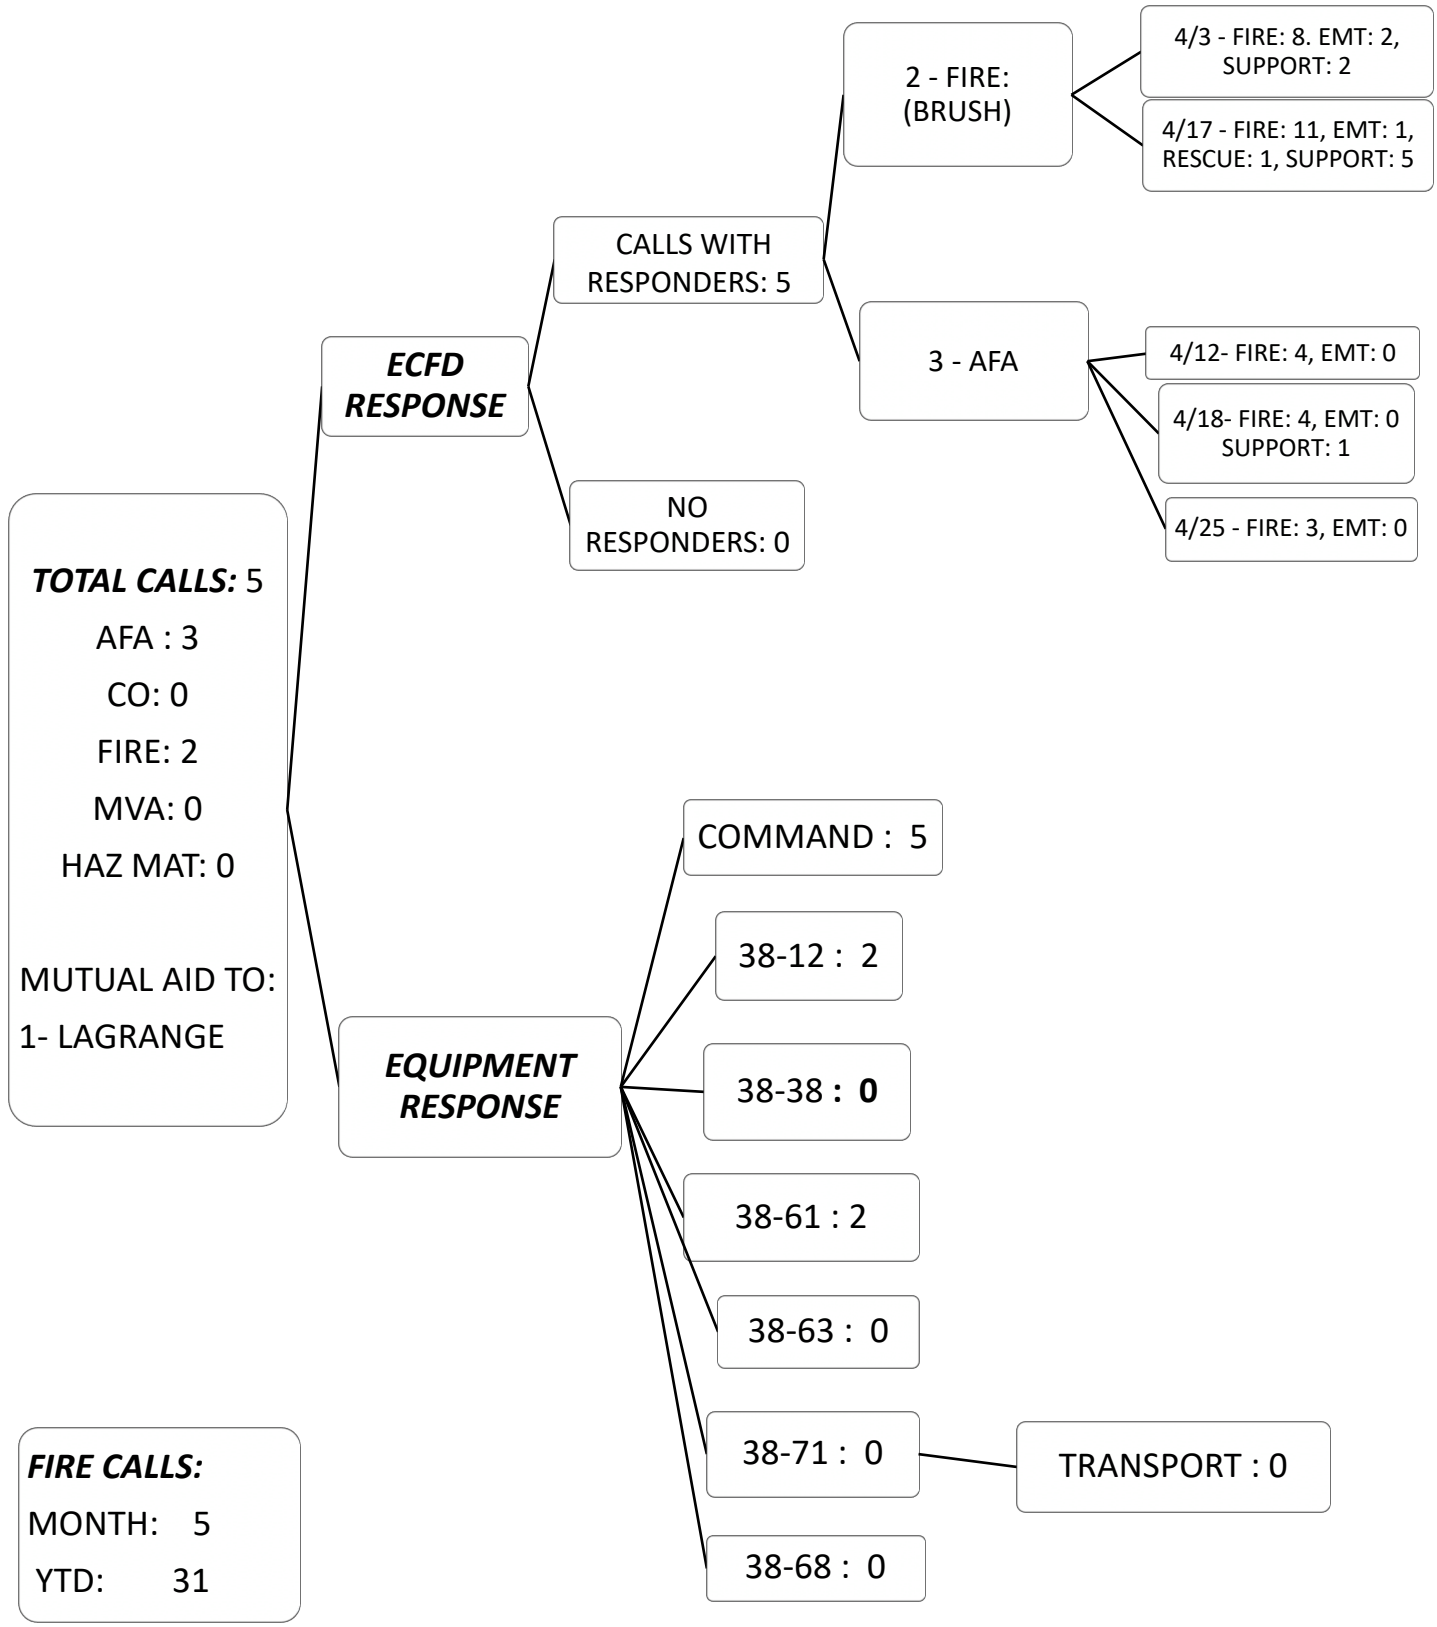 TOTAL CALLS: 5
AFA : 3
CO: 0
FIRE: 2
MVA: 0
HAZ MAT: 0
MUTUAL AID TO:
1- LAGRANGE
ECFD
RESPONSE
CALLS WITH
RESPONDERS: 5
2 - FIRE:
(BRUSH)
4/3 - FIRE: 8. EMT: 2,
SUPPORT: 2
4/17 - FIRE: 11, EMT: 1,
RESCUE: 1, SUPPORT: 5
3 - AFA
4/12- FIRE: 4, EMT: 0
4/18- FIRE: 4, EMT: 0
SUPPORT: 1
4/25 - FIRE: 3, EMT: 0
NO
RESPONDERS: 0
EQUIPMENT
RESPONSE
COMMAND :  5
38-12 :  2
38-38 :  0
38-61 : 2
38-63 :  0
38-71 :  0
TRANSPORT : 0
38-68 :  0
FIRE CALLS:
MONTH:    5
YTD:        31